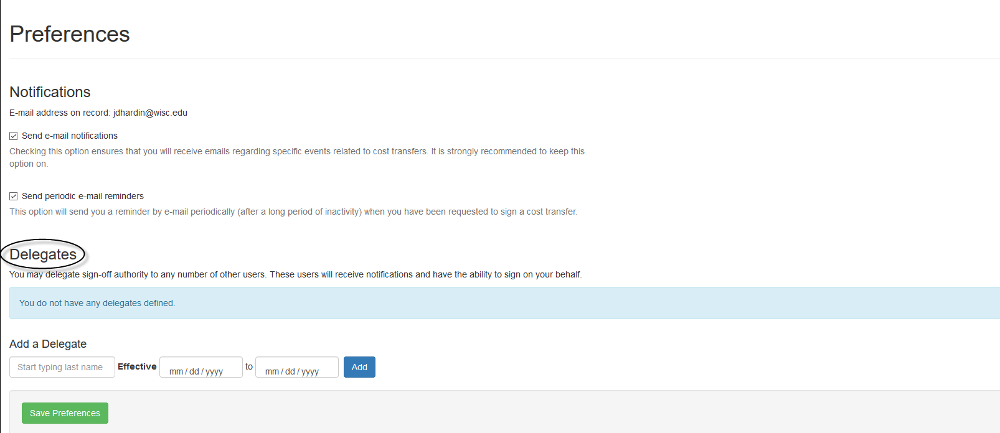 Preferences
Notifications
E-mail address on record: jdhardin@wisc.edu
Send e-mail notifications
Checking this option ensures that you will receive emails regarding specific events related to cost transfers. It is strongly recommended to keep this
option on.
Send periodic e-mail reminders
This option will send you a reminder by e-mail periodically (after a long period of inactivity) when you have been requested to sign a cost transfer.
Delegates
You may delegate sign-off authority to any number of other users. These users will receive notifications and have the ability to sign on your behalf.
You do not have any delegates defined.
Add a Delegate
Start typing last name Effective mm / dd / yyyy to mm / dd / yyyy Add
Save Preferences